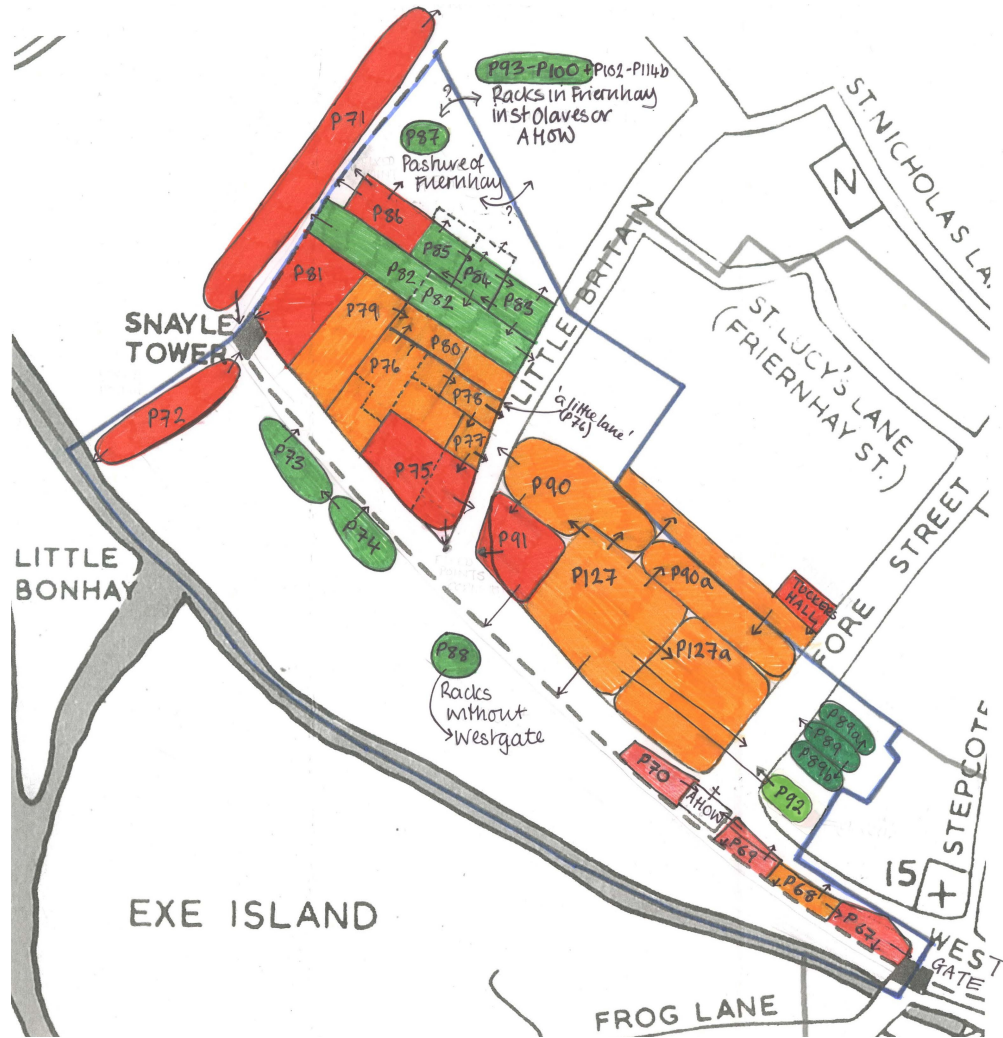 P93-P100+P102-P114b
Racks in Friernhay
in St Olaves or
AHOW
?
P71
P87
Pasture of
Friernhay
?
ST. NICHOLAS LA.
N
P86
P85
P84
P83
P82
P82
P81
P79
P80
P76
P78
P77
P75
SNAYLE
TOWER
P72
LITTLE BRITAIN
'a little lane'
(P76)
ST. LUCY'S LANE
(FRIERNHAY ST.)
P73
P74
P90
P91
P127
P90a
P127a
TUCKERS
HALL
FORE STREET
LITTLE
BONHAY
P88
Racks
without
Westgate
P89a
P89
P89b
P92
P70
AHOW
P69
P68
P67
STEPCOTE
15
WEST
GATE
EXE ISLAND
FROG LANE